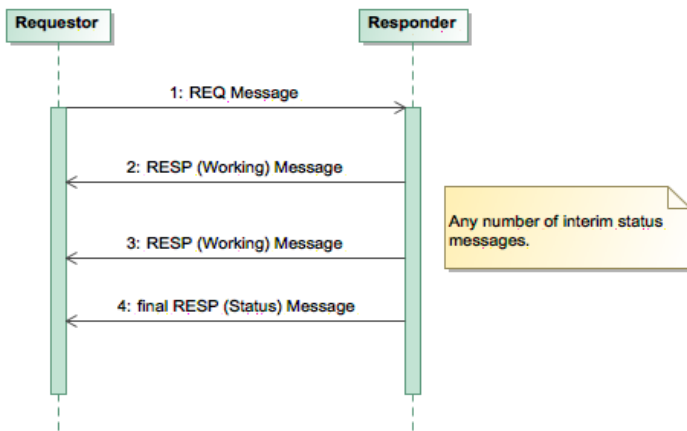 Requestor
Responder
1: REQ Message
2: RESP (Working) Message
Any number of interim status
messages.
3: RESP (Working) Message
4: final RESP (Status) Message